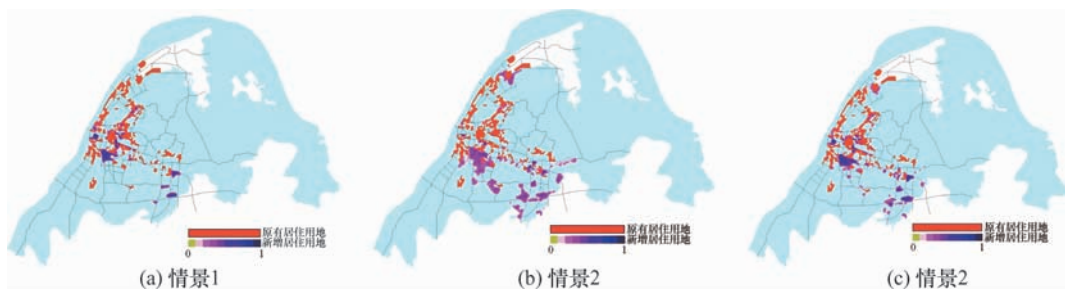 原有居住用地
新增居住用地
0 1
(a) 情景1
原有居住用地
新增居住用地
0 1
(b) 情景2
原有居住用地
新增居住用地
0 1
(c) 情景2